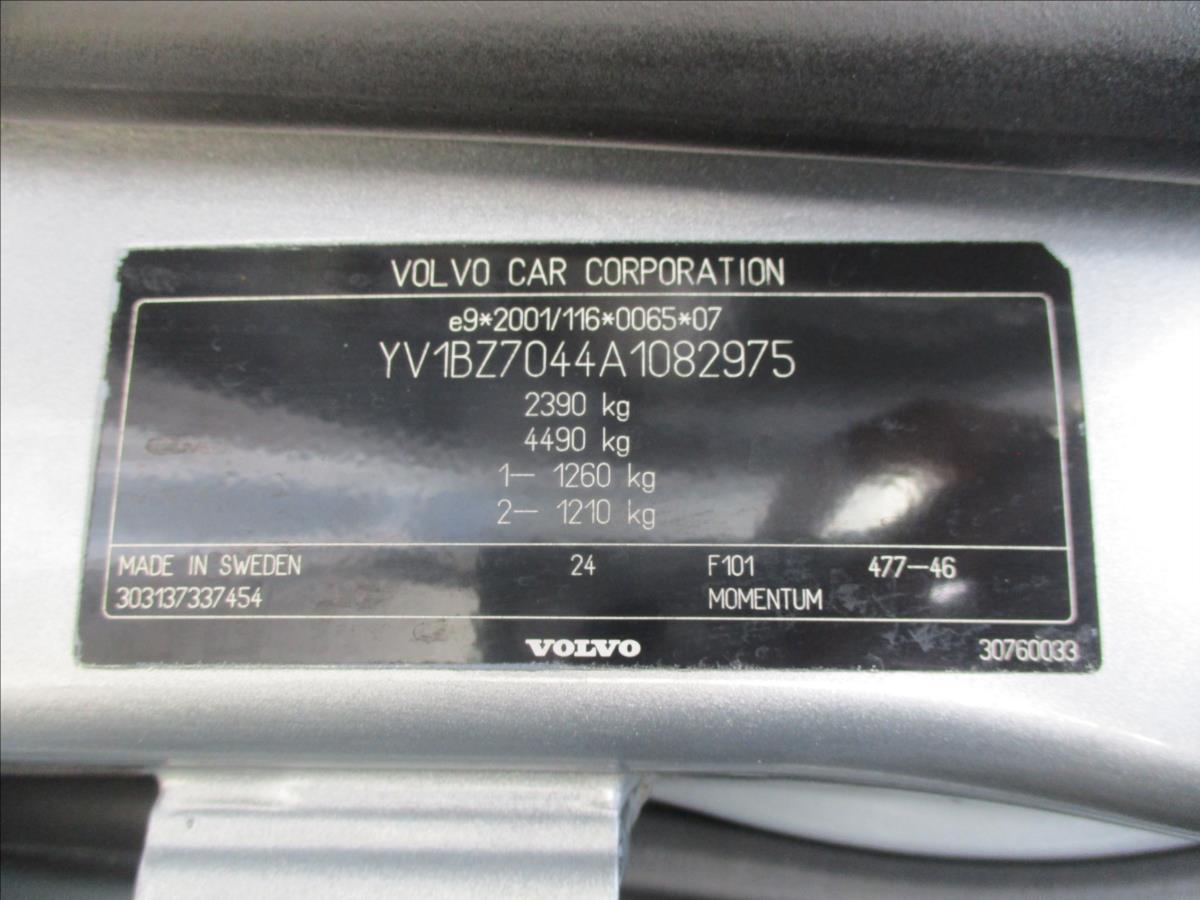 VOLVO CAR CORPORATION
e9*2001/116*0065*07
YV1BZ7044A1082975
2390 kg
4490 kg
1– 1260 kg
2– 1210 kg
MADE IN SWEDEN 24 F101 477–46
303137337454 MOMENTUM
VOLVO 30760033